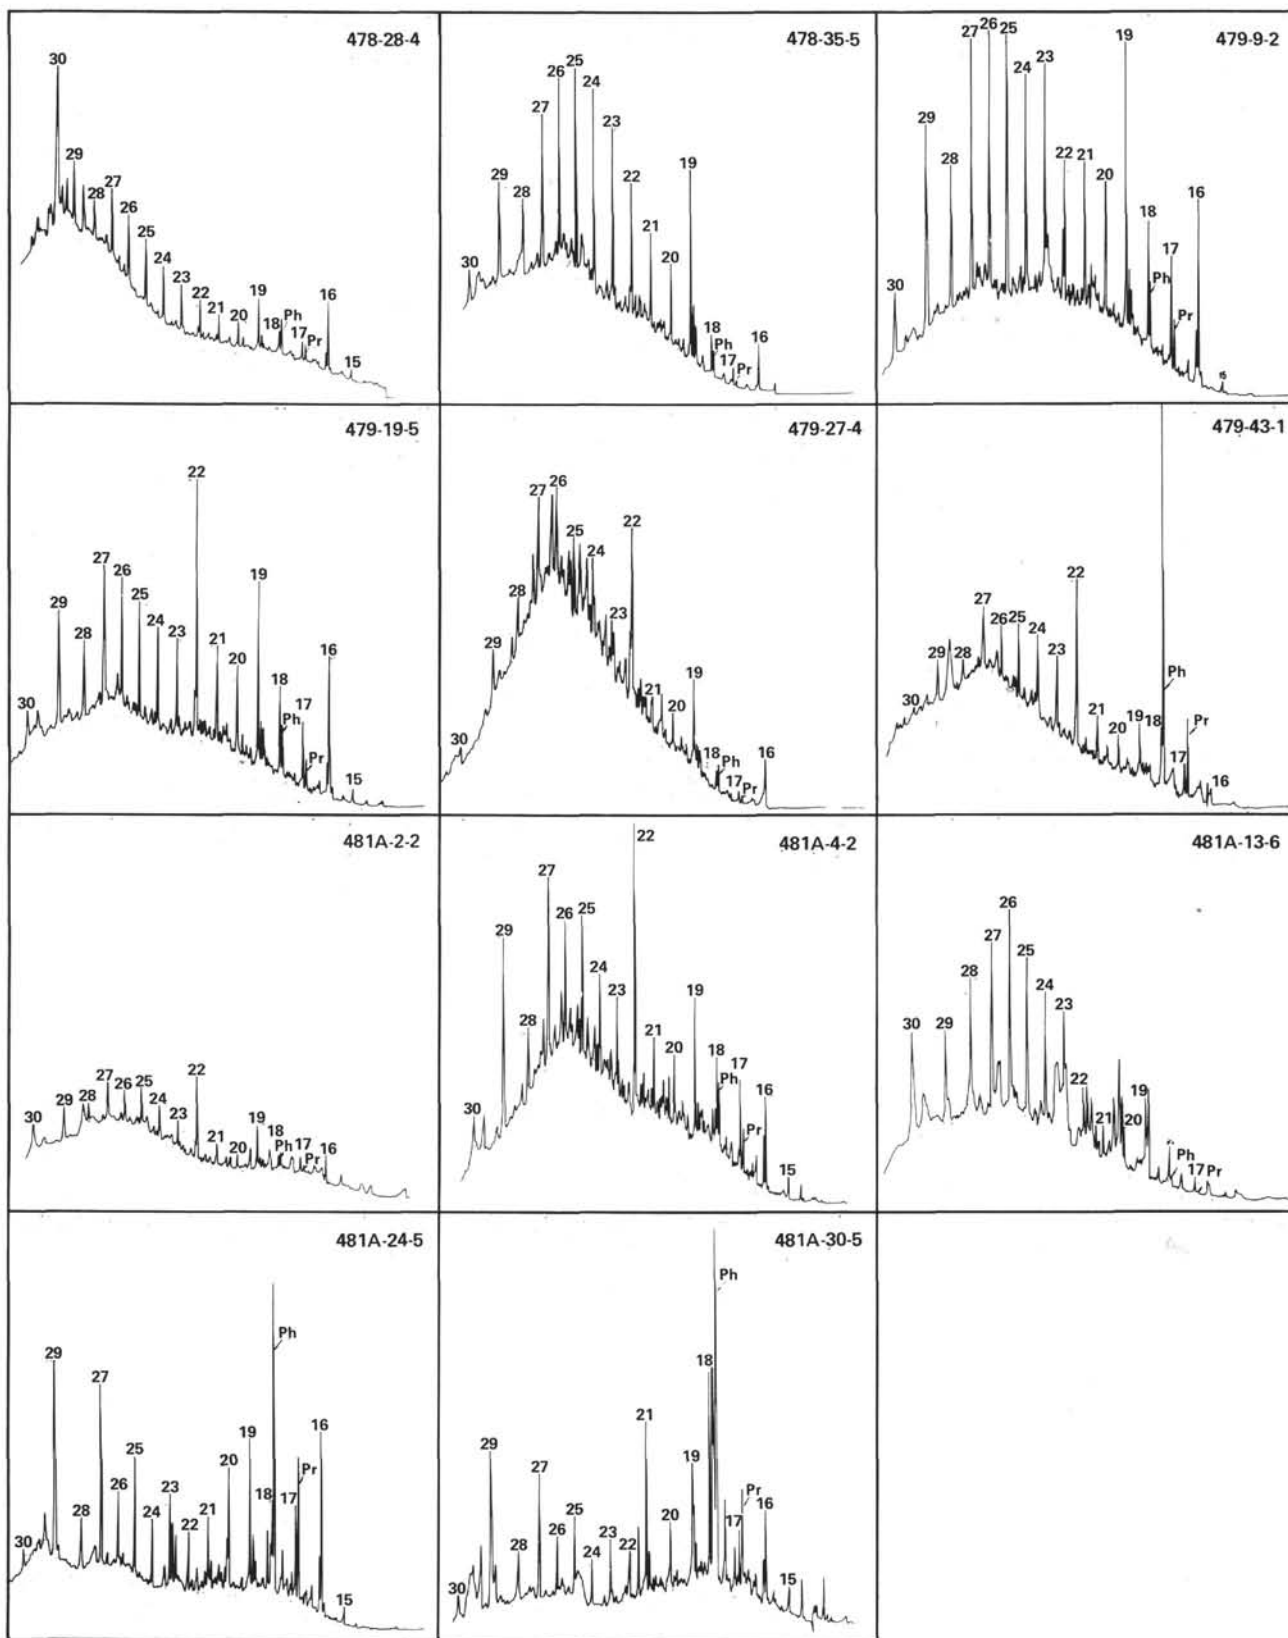 478-28-4
30 29 28 27 26 25 24 23 22 21 20 19 18 Ph 17 Pr 16 15
478-35-5
30 29 28 27 26 25 24 23 22 21 20 19 18 Ph 17 Pr 16
479-9-2
30 29 28 27 26 25 24 23 22 21 20 19 18 Ph 17 Pr 16
479-19-5
30 29 28 27 26 25 24 23 22 21 20 19 18 Ph 17 Pr 16 15
479-27-4
30 29 28 27 26 25 24 23 22 21 20 19 18 Ph 17 Pr 16
479-43-1
30 29 28 27 26 25 24 23 22 21 20 19 18 Ph 17 Pr 16
481A-2-2
30 29 28 27 26 25 24 23 22 21 20 19 18 Ph 17 Pr 16
481A-4-2
30 29 28 27 26 25 24 23 22 21 20 19 18 Ph 17 Pr 16 15
481A-13-6
30 29 28 27 26 25 24 23 22 21 20 19 Ph 17 Pr
481A-24-5
30 29 28 27 26 25 24 23 22 21 20 19 18 Ph 17 Pr 16 15
481A-30-5
30 29 28 27 26 25 24 23 22 21 20 19 18 Ph 17 Pr 16 15